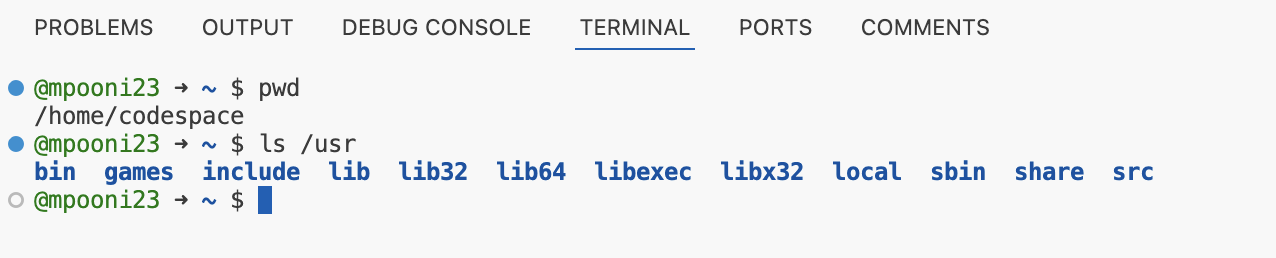 PROBLEMS OUTPUT DEBUG CONSOLE TERMINAL PORTS COMMENTS
@mpooni23 → ~ $ pwd
/home/codespace
@mpooni23 → ~ $ ls /usr
bin games include lib lib32 lib64 libexec libx32 local sbin share src
@mpooni23 → ~ $